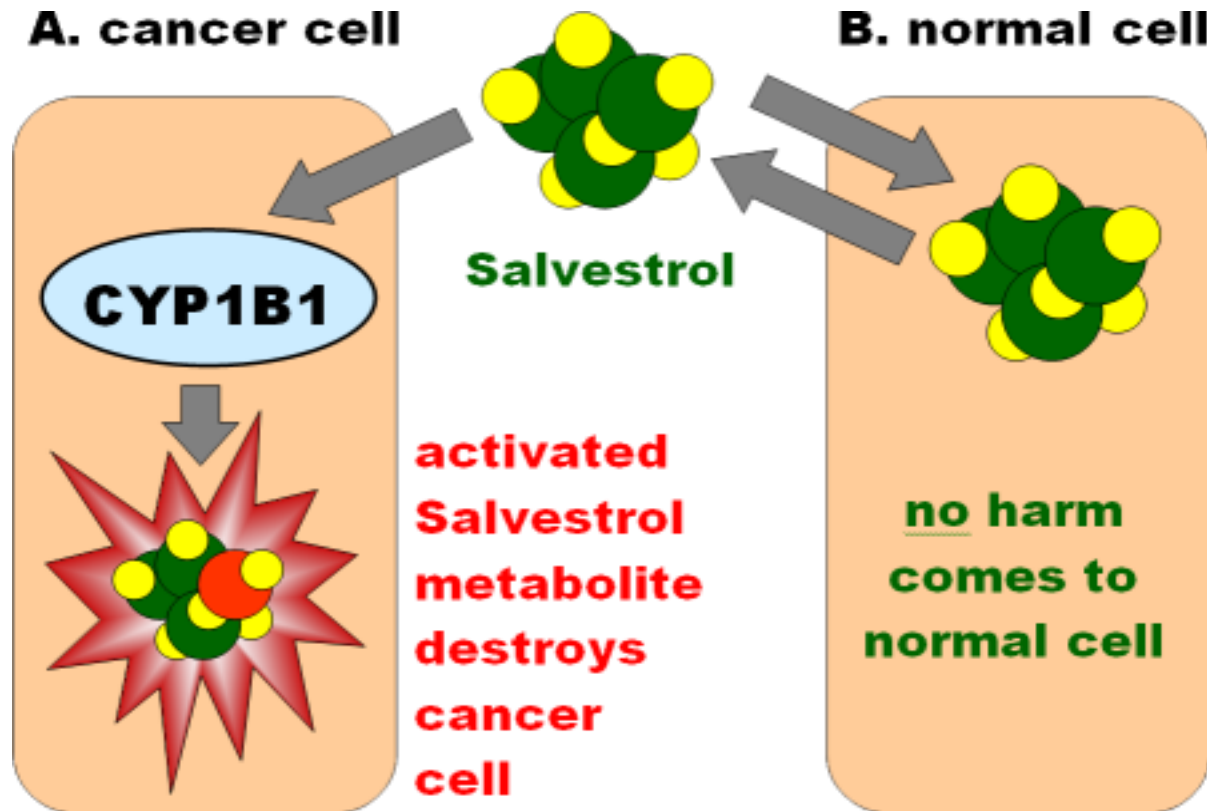 A. cancer cell
B. normal cell
Salvestrol
CYP1B1
activated
Salvestrol
metabolite
destroys
cancer
cell
no harm
comes to
normal cell